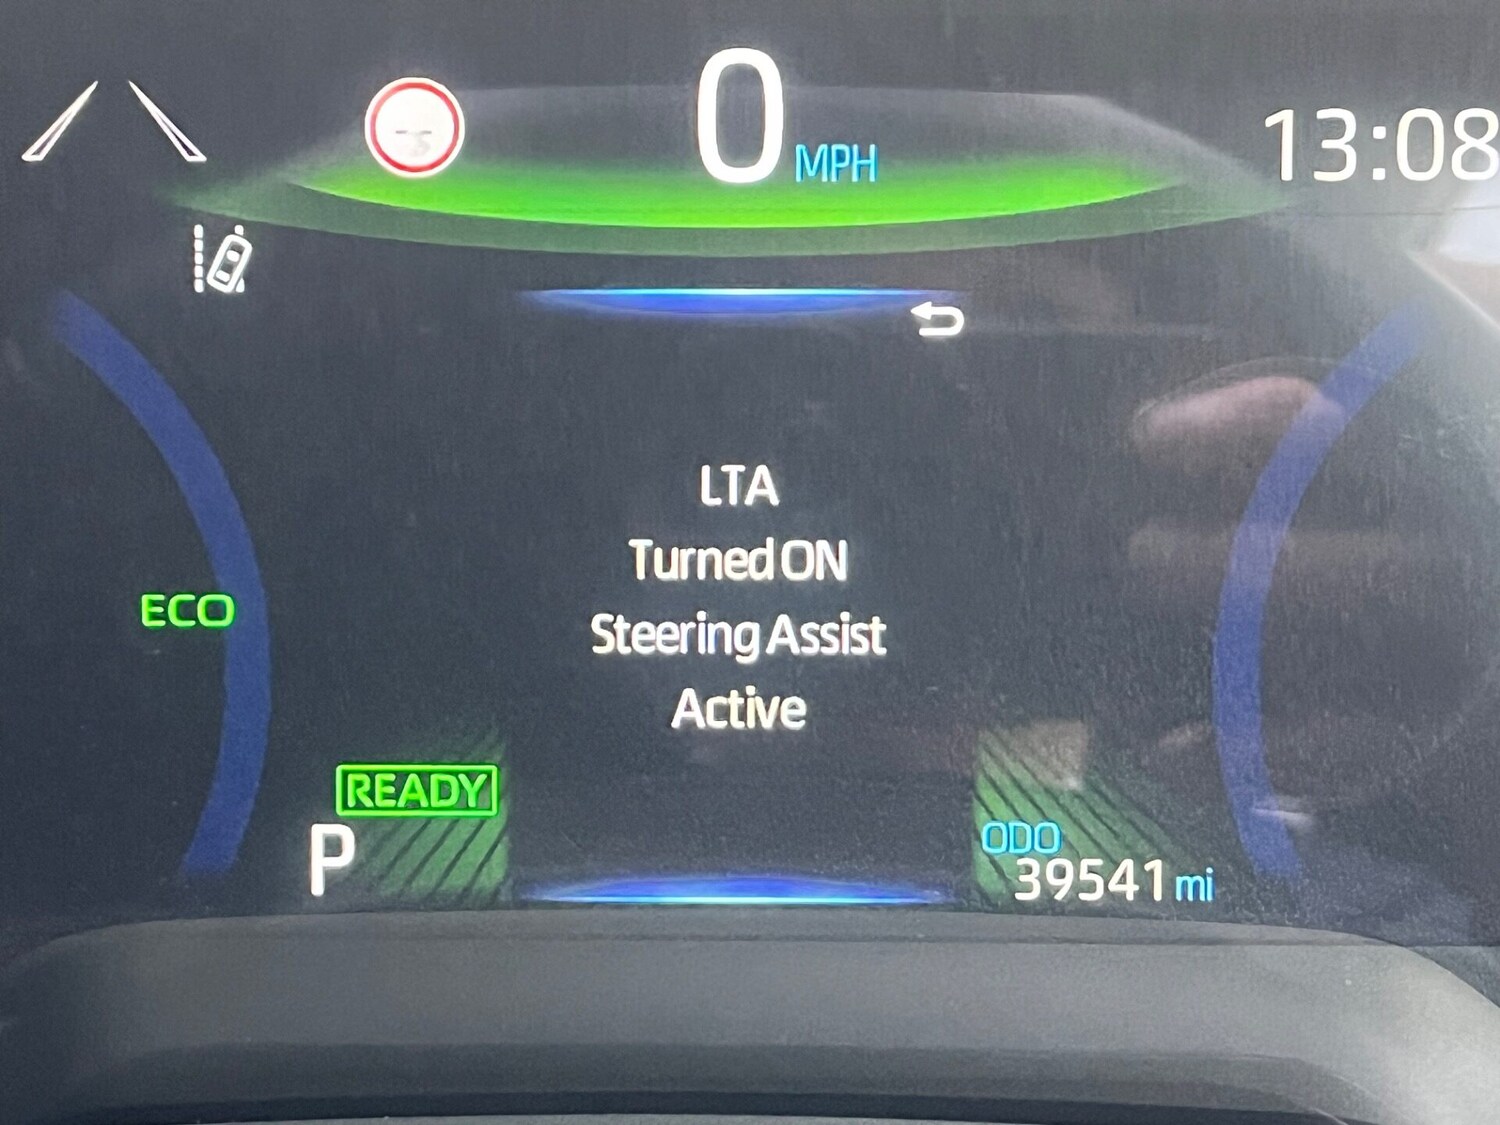 0 MPH
13:08
LTA
Turned ON
Steering Assist
Active
ECO
READY
P
ODO
39541 mi